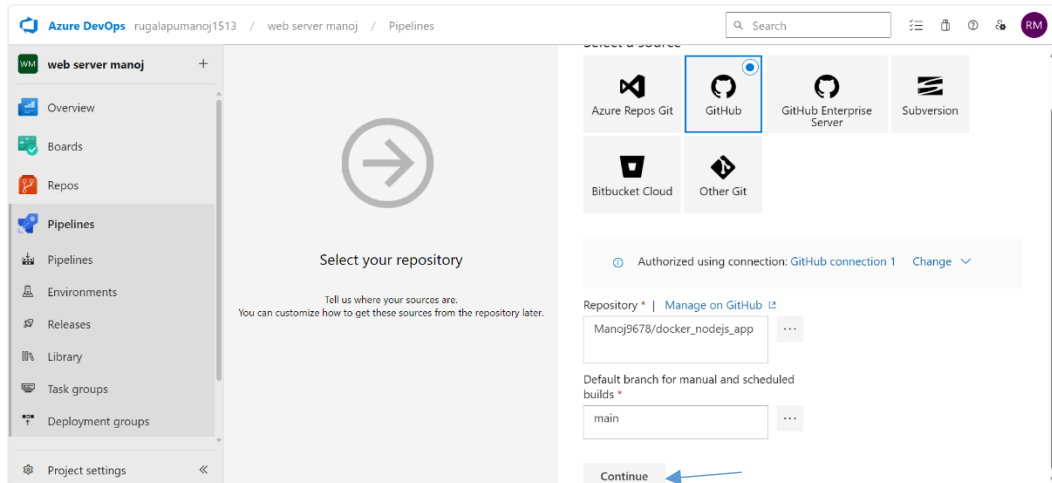 Azure DevOps rugalapumanoj1513 / web server manoj / Pipelines
Search
RM
WM web server manoj +
Overview
Boards
Repos
Pipelines
Pipelines
Environments
Releases
Library
Task groups
Deployment groups
Project settings
Select your repository
Tell us where your sources are.
You can customize how to get these sources from the repository later.
Select a source
Azure Repos Git
GitHub
GitHub Enterprise
Server
Subversion
Bitbucket Cloud
Other Git
Authorized using connection: GitHub connection 1 Change
Repository * | Manage on GitHub
Manoj9678/docker_nodejs_app
...
Default branch for manual and scheduled
builds *
main
...
Continue